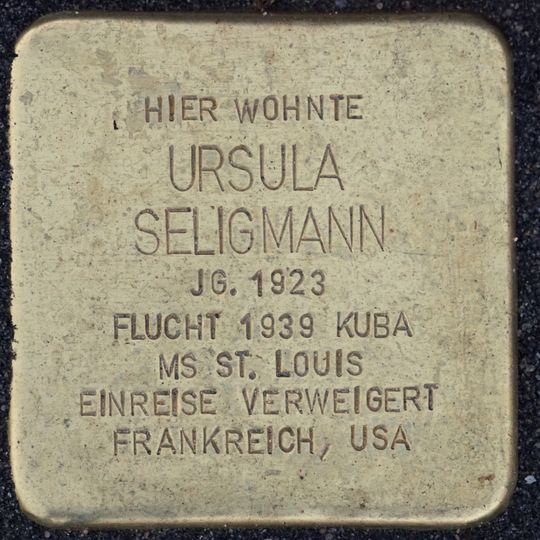 HIER WOHNTE
URSULA
SELIGMANN
JG. 1923
FLUCHT 1939 KUBA
MS ST. LOUIS
EINREISE VERWEIGERT
FRANKREICH, USA